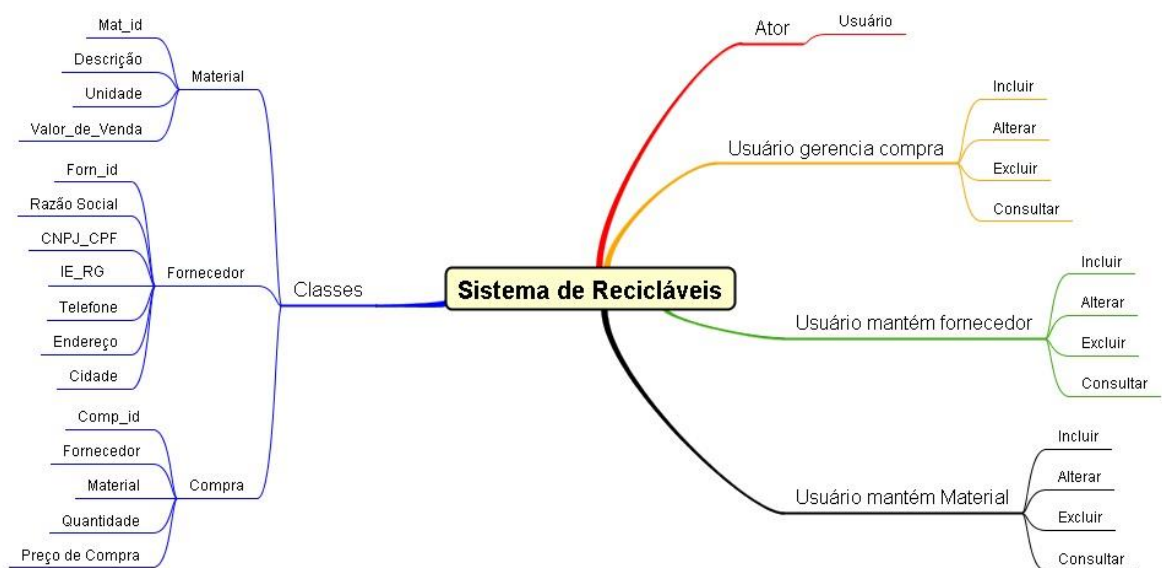 Sistema de Recicláveis
Ator
Usuário
Usuário gerencia compra
Incluir
Alterar
Excluir
Consultar
Usuário mantém fornecedor
Incluir
Alterar
Excluir
Consultar
Usuário mantém Material
Incluir
Alterar
Excluir
Consultar
Classes
Material
Mat_id
Descrição
Unidade
Valor_de_Venda
Fornecedor
Forn_id
Razão Social
CNPJ_CPF
IE_RG
Telefone
Endereço
Cidade
Compra
Comp_id
Fornecedor
Material
Quantidade
Preço de Compra